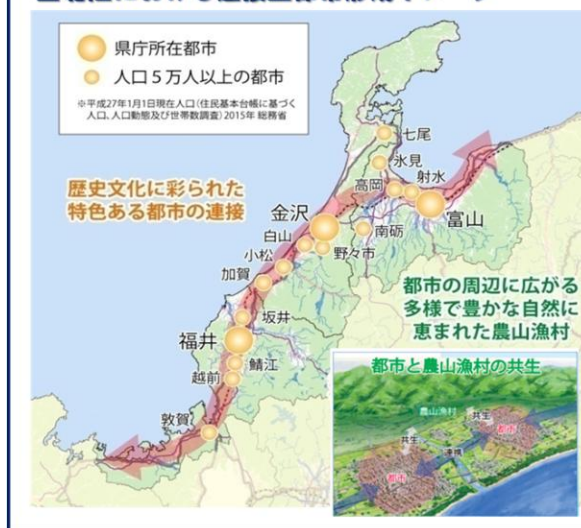 県庁所在都市
人口5万人以上の都市
※平成27年1月1日現在人口(住民基本台帳に基づく
人口、人口動態及び世帯数調査)2015年 総務省
七尾
氷見
射水
高岡
歴史文化に彩られた
特色ある都市の連接
金沢
富山
白山
南砺
小松
野々市
加賀
都市の周辺に広がる
多様で豊かな自然に
恵まれた農山漁村
坂井
福井
鯖江
越前
敦賀
都市と農山漁村の共生
農山漁村
共生
都市
共生
連携
都市